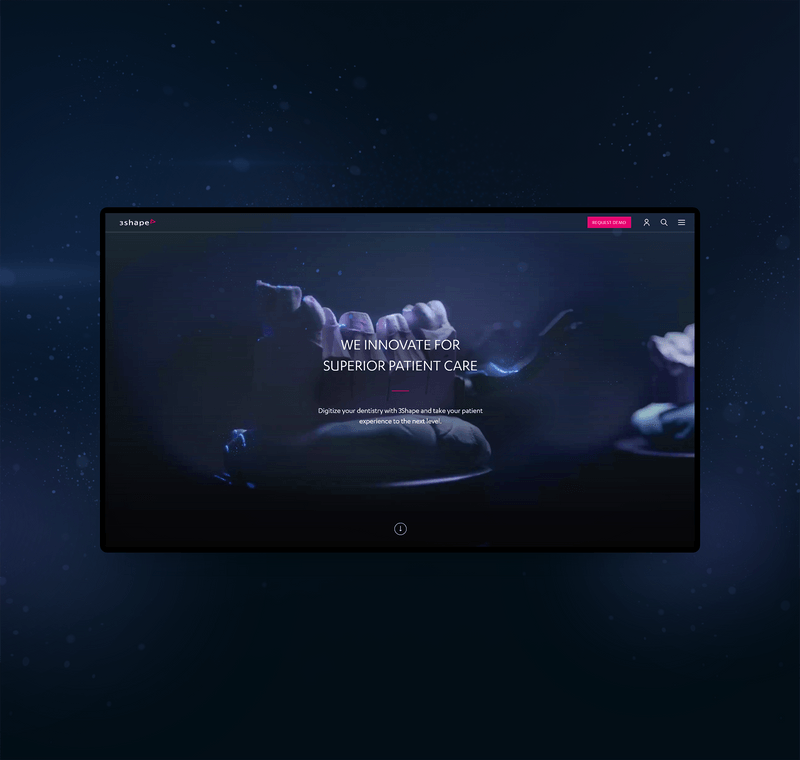 3shape
REQUEST DEMO
WE INNOVATE FOR
SUPERIOR PATIENT CARE
Digitize your dentistry with 3Shape and take your patient
experience to the next level.